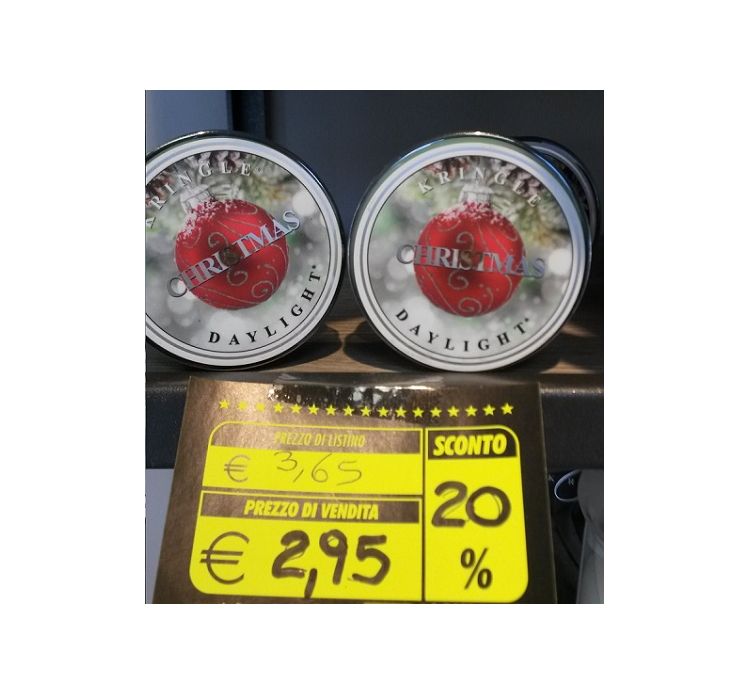 KRINGLE®
CHRISTMAS
DAYLIGHT®
KRINGLE
CHRISTMAS
DAYLIGHT®
PREZZO DI LISTINO
€ 3,65
SCONTO
20
%
PREZZO DI VENDITA
€ 2,95